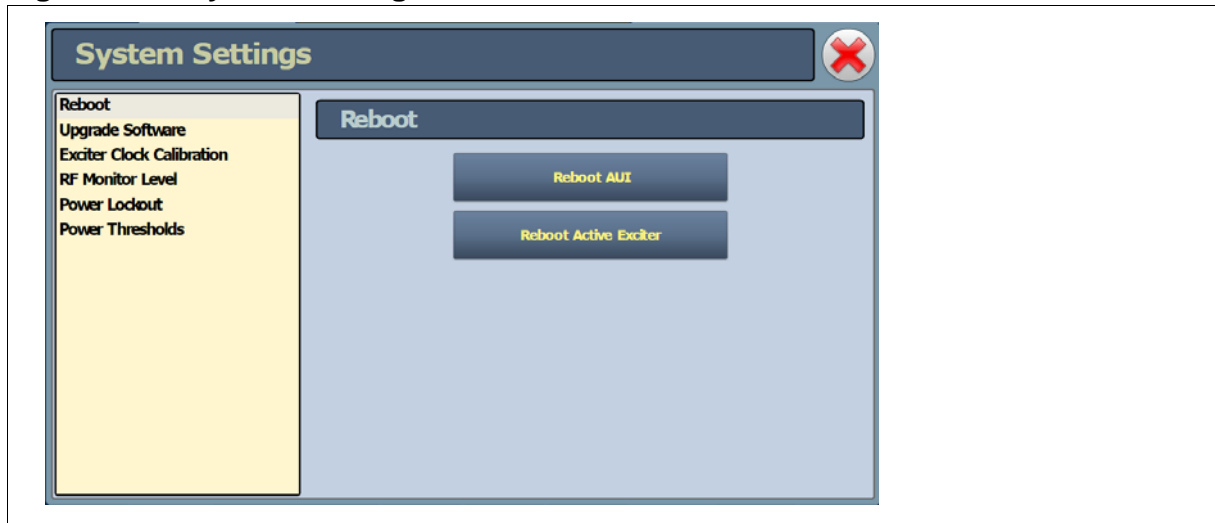 System Settings
Reboot
Upgrade Software
Exciter Clock Calibration
RF Monitor Level
Power Lockout
Power Thresholds
Reboot
Reboot AUI
Reboot Active Exciter